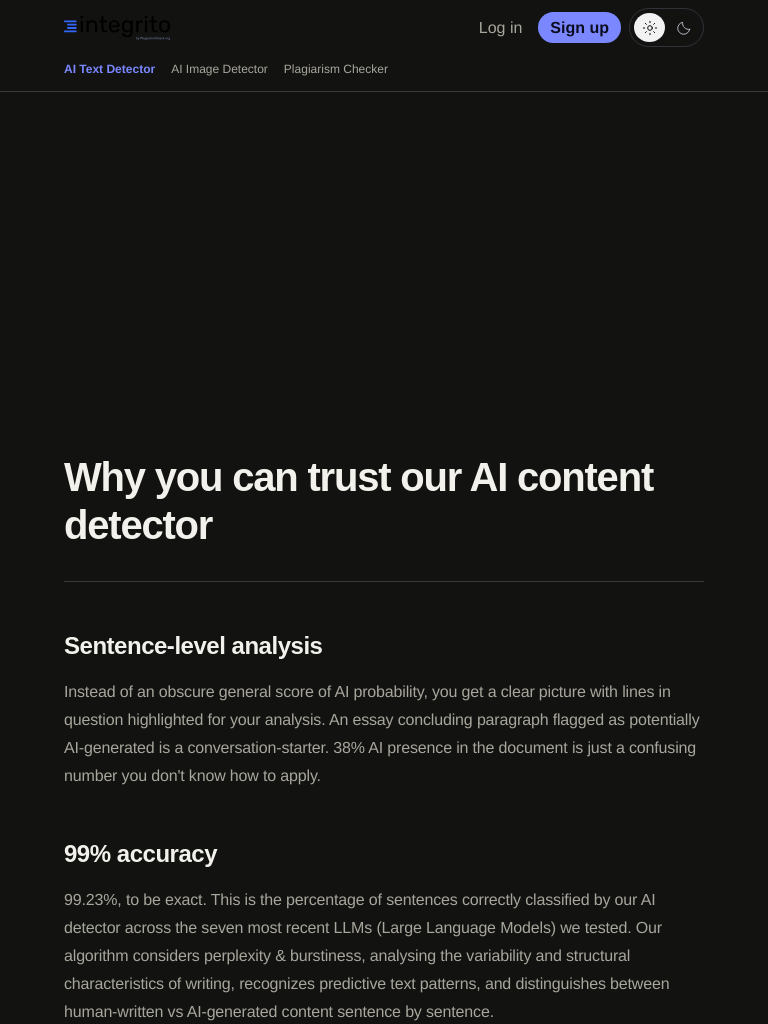 integrito
Log in
Sign up
AI Text Detector
AI Image Detector
Plagiarism Checker
Why you can trust our AI content
detector
Sentence-level analysis
Instead of an obscure general score of AI probability, you get a clear picture with lines in
question highlighted for your analysis. An essay concluding paragraph flagged as potentially
AI-generated is a conversation-starter. 38% AI presence in the document is just a confusing
number you don't know how to apply.
99% accuracy
99.23%, to be exact. This is the percentage of sentences correctly classified by our AI
detector across the seven most recent LLMs (Large Language Models) we tested. Our
algorithm considers perplexity & burstiness, analysing the variability and structural
characteristics of writing, recognizes predictive text patterns, and distinguishes between
human-written vs AI-generated content sentence by sentence.